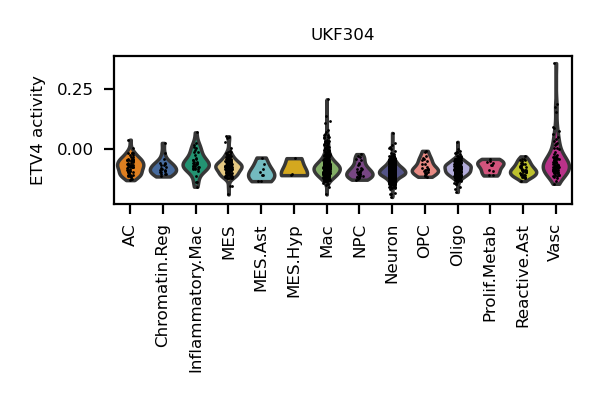 UKF304
ETV4 activity
0.25
0.00
AC
Chromatin.Reg
Inflammatory.Mac
MES
MES.Ast
MES.Hyp
Mac
NPC
Neuron
OPC
Oligo
Prolif.Metab
Reactive.Ast
Vasc